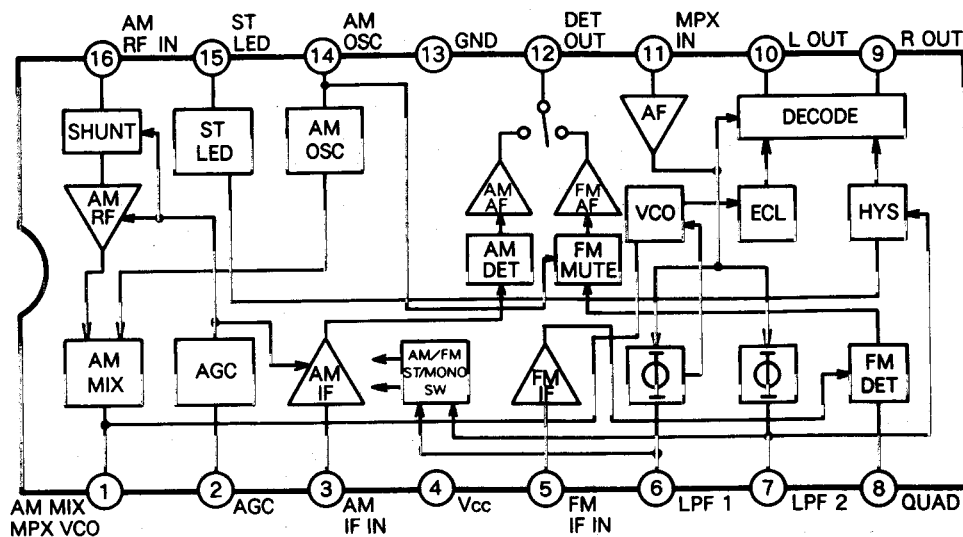 AM
RF IN
ST
LED
AM
OSC
GND
DET
OUT
MPX
IN
L OUT
R OUT
16
15
14
13
12
11
10
9
SHUNT
ST
LED
AM
OSC
AF
DECODE
AM
RF
AM
AF
FM
AF
VCO
ECL
HYS
AM
DET
FM
MUTE
AM
MIX
AGC
AM
IF
AM/FM
ST/MONO
SW
FM
IF
Φ
Φ
FM
DET
1
2
3
4
5
6
7
8
AM MIX
MPX VCO
AGC
AM
IF IN
Vcc
FM
IF IN
LPF 1
LPF 2
QUAD